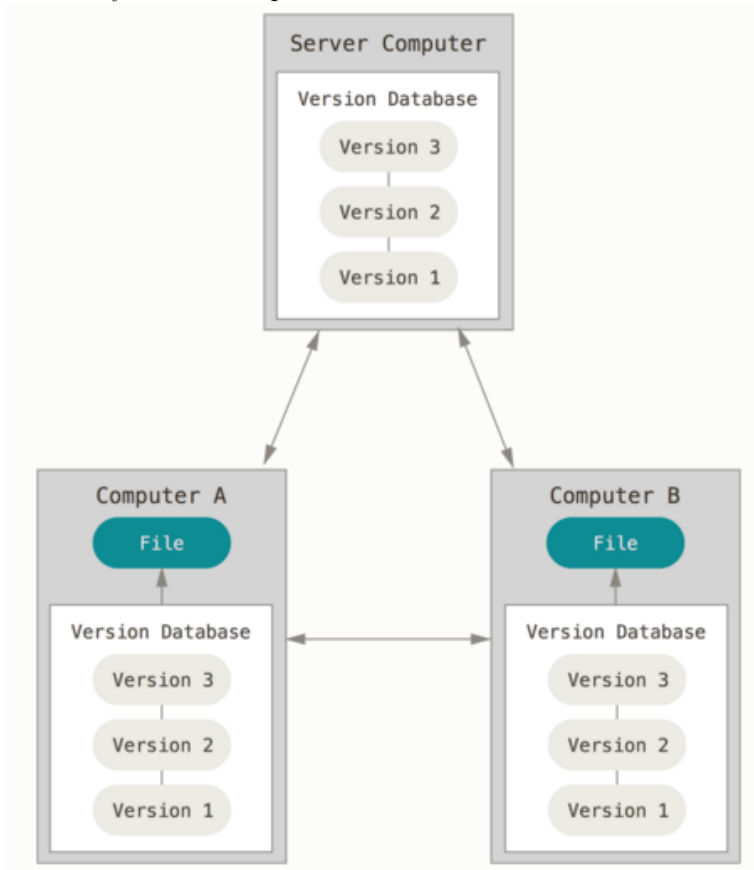 Server Computer
Version Database
Version 3
Version 2
Version 1
Computer A
File
Version Database
Version 3
Version 2
Version 1
Computer B
File
Version Database
Version 3
Version 2
Version 1